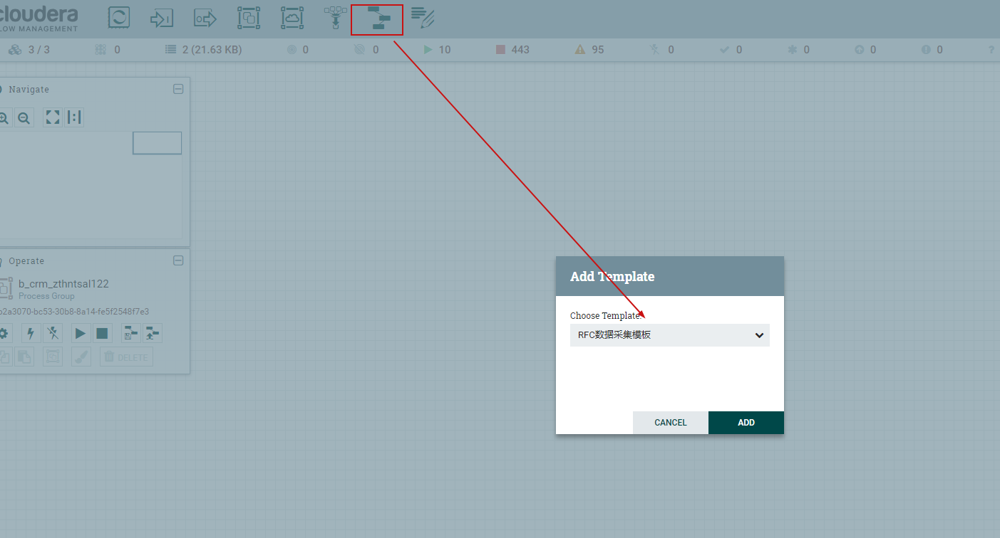 cloudera
LOW MANAGEMENT
3 / 3
0
2 (21.63 KB)
0
0
10
443
95
0
0
0
0
0
?
Navigate
Operate
b_crm_zthntsal122
Process Group
b2a3070-bc53-30b8-8a14-fe5f2548f7e3
DELETE
Add Template
Choose Template:
RFC数据采集模板
CANCEL
ADD